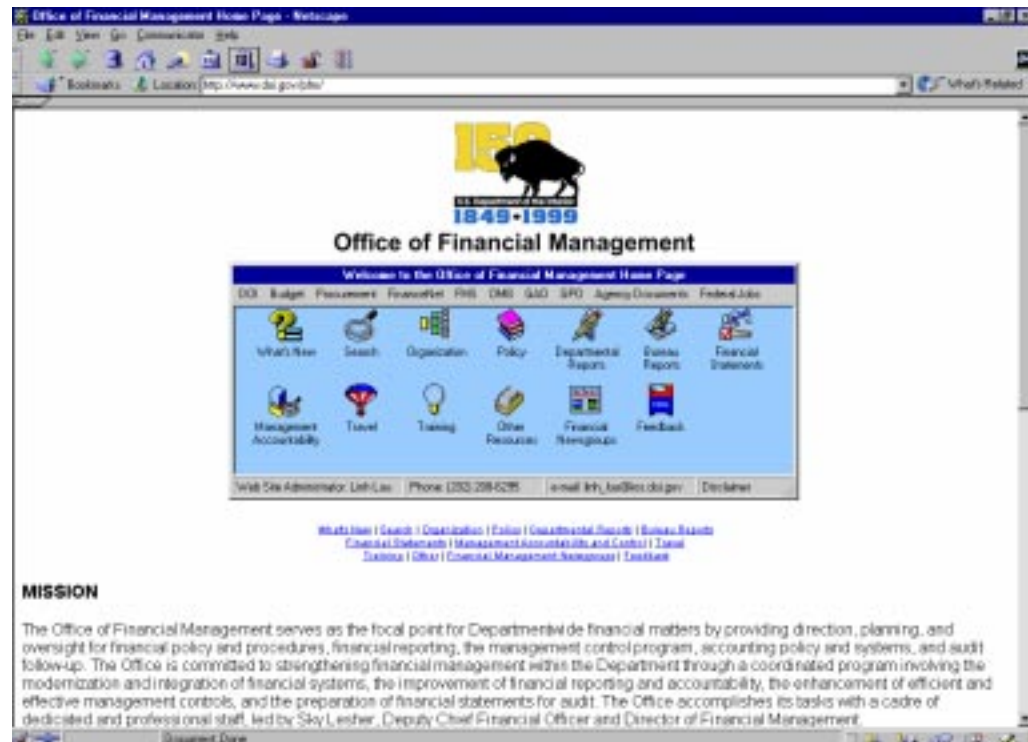 Office of Financial Management Home Page - Netscape
File Edit View Go Communicator Help
Bookmarks Location: What's Related
150
U.S. Department of the Interior
1849•1999
Office of Financial Management
Welcome to the Office of Financial Management Home Page
DOI Budget Procurement FinanceNet FMS OMB GAO GPO Agency Documents Federal Jobs
What's New Search Organization Policy Departmental Reports Bureau Reports Financial Statements
Management Accountability Travel Training Other Resources Financial Newsgroups Feedback
Web Site Administrator: Phone: (202) e-mail: Disclaimer
What's New | Search | Organization | Policy | Departmental Reports | Bureau Reports
Financial Statements | Management Accountability and Control | Travel
Training | Other | Financial Management Newsgroups | Feedback
MISSION
The Office of Financial Management serves as the focal point for Departmentwide financial matters by providing direction, planning, and
oversight for financial policy and procedures, financial reporting, the management control program, accounting policy and systems, and audit
follow-up. The Office is committed to strengthening financial management within the Department through a coordinated program involving the
modernization and integration of financial systems, the improvement of financial reporting and accountability, the enhancement of efficient and
effective management controls, and the preparation of financial statements for audit. The Office accomplishes its tasks with a cadre of
dedicated and professional staff, led by Sky Lesher, Deputy Chief Financial Officer and Director of Financial Management.
Document: Done